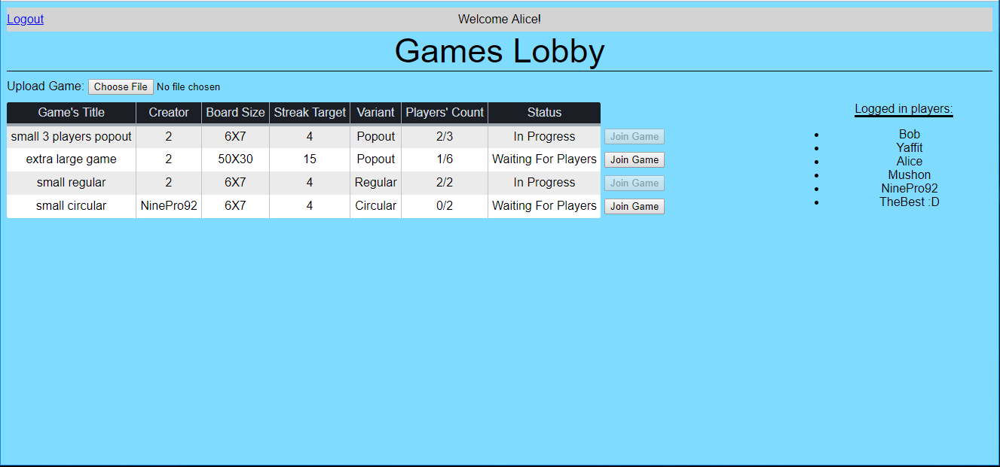 Logout Welcome Alice!
Games Lobby
Upload Game: Choose File No file chosen
Game's Title Creator Board Size Streak Target Variant Players' Count Status
small 3 players popout 2 6X7 4 Popout 2/3 In Progress Join Game
extra large game 2 50X30 15 Popout 1/6 Waiting For Players Join Game
small regular 2 6X7 4 Regular 2/2 In Progress Join Game
small circular NinePro92 6X7 4 Circular 0/2 Waiting For Players Join Game
Logged in players:
Bob
Yaffit
Alice
Mushon
NinePro92
TheBest :D